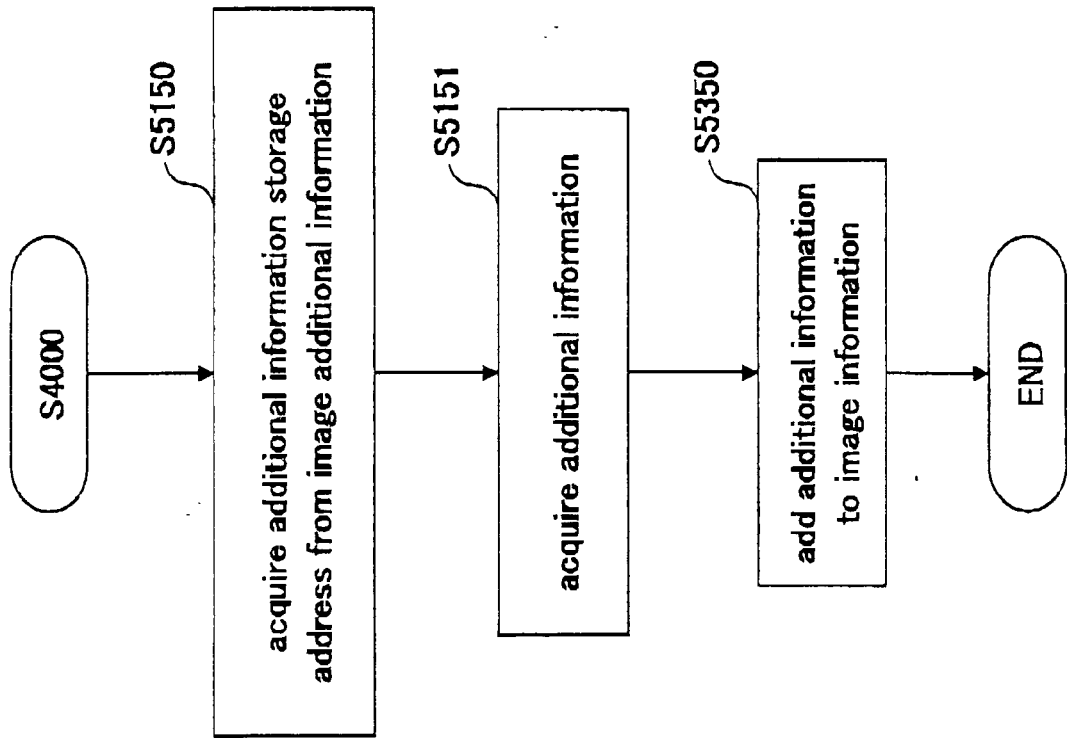 S4000
S5150
acquire additional information storage
address from image additional information
S5151
acquire additional information
S5350
add additional information
to image information
END